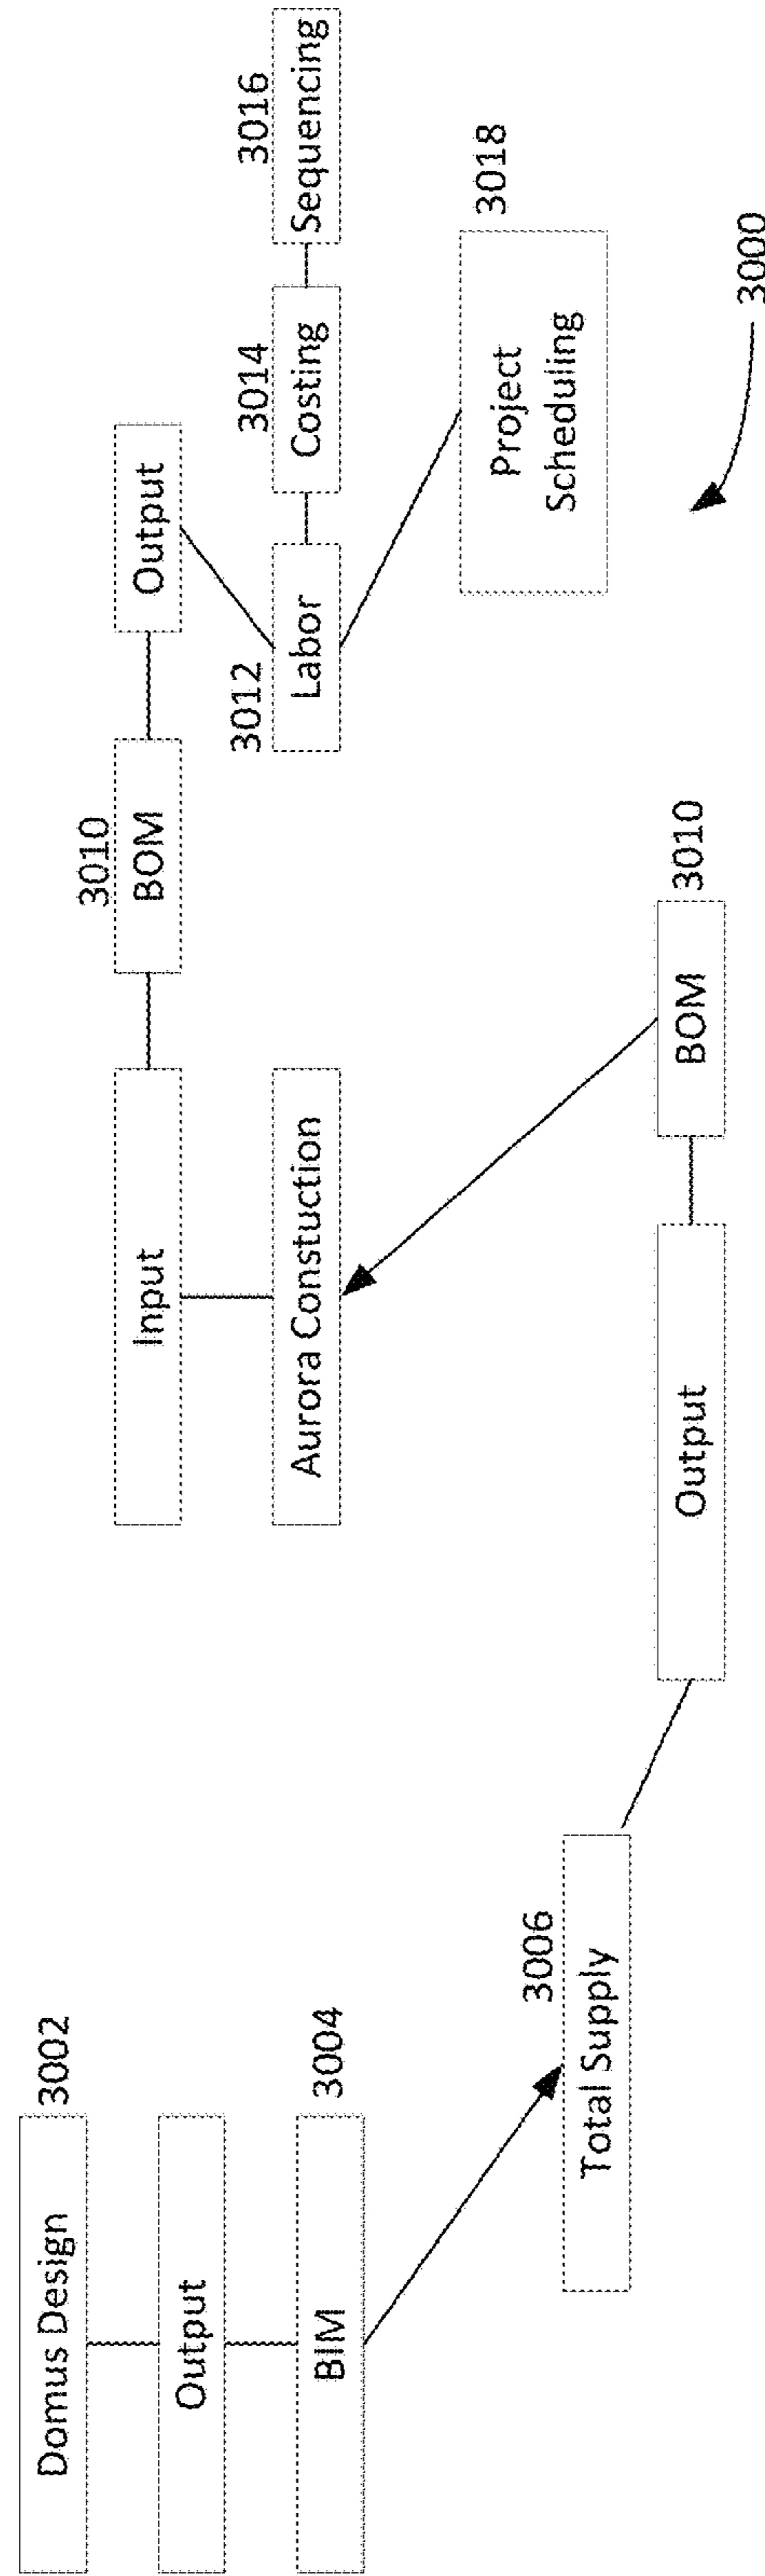 Domus Design
3002
Output
BIM
3004
3006
Total Supply
Input
Aurora Constuction
Output
BOM
3010
3010
BOM
Output
3012
Labor
3014
Costing
3016
Sequencing
Project
Scheduling
3018
3000